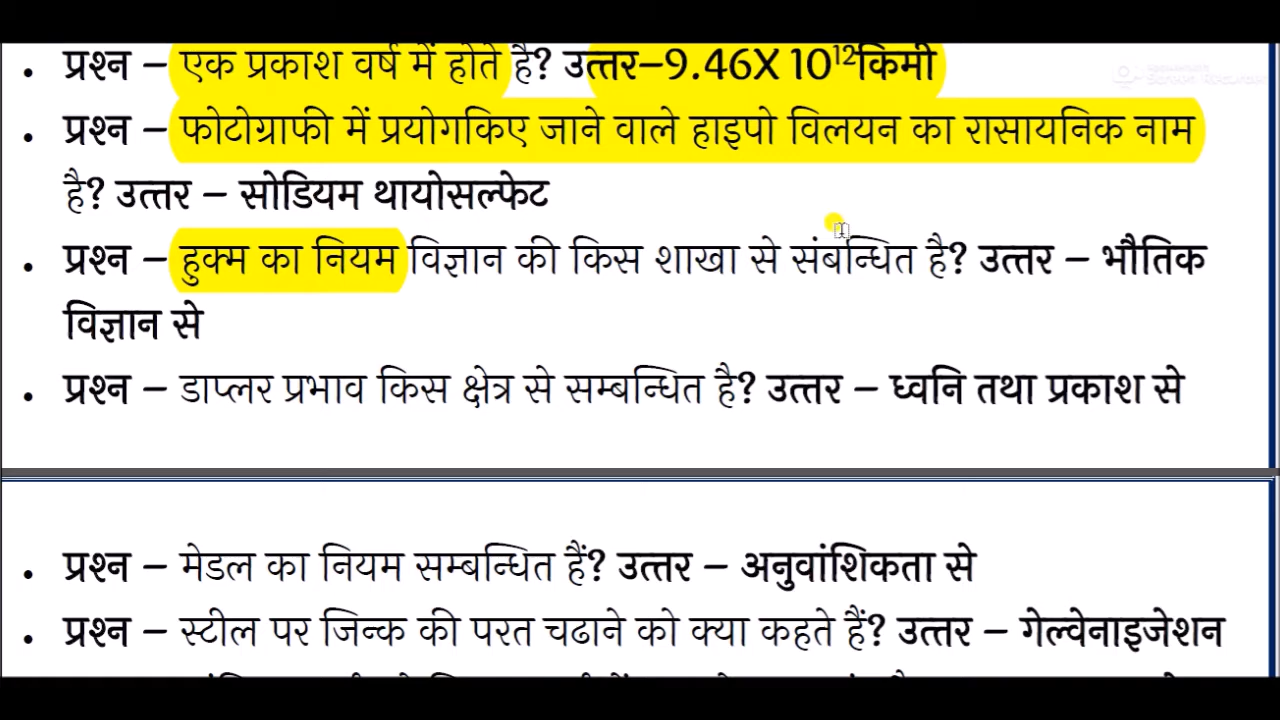 • प्रश्न – एक प्रकाश वर्ष में होते है? उत्तर–9.46X 10¹²किमी
• प्रश्न – फोटोग्राफी में प्रयोगकिए जाने वाले हाइपो विलयन का रासायनिक नाम
है? उत्तर – सोडियम थायोसल्फेट
• प्रश्न – हुक्म का नियम विज्ञान की किस शाखा से संबन्धित है? उत्तर – भौतिक
विज्ञान से
• प्रश्न – डाप्लर प्रभाव किस क्षेत्र से सम्बन्धित है? उत्तर – ध्वनि तथा प्रकाश से
• प्रश्न – मेडल का नियम सम्बन्धित हैं? उत्तर – अनुवांशिकता से
• प्रश्न – स्टील पर जिन्क की परत चढाने को क्या कहते हैं? उत्तर – गेल्वेनाइजेशन